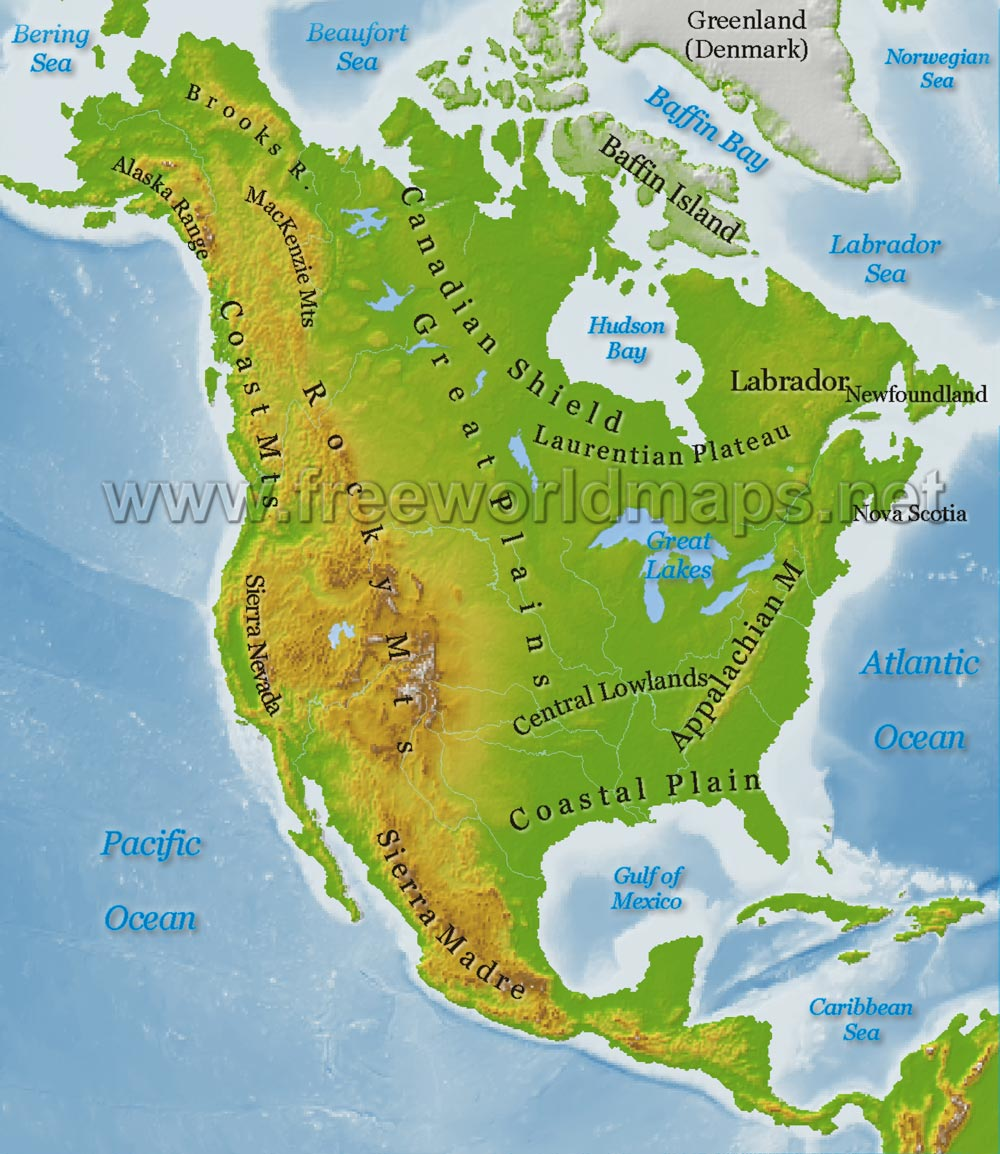 Greenland
(Denmark)
Bering
Sea
Beaufort
Sea
Norwegian
Sea
Baffin Bay
Brooks R.
Baffin Island
Alaska Range
MacKenzie Mts
Canadian Shield
Labrador
Sea
Hudson
Bay
Coast Mts
Great Plains
Rocky Mts
Labrador
Newfoundland
Laurentian Plateau
www.freeworldmaps.net
Nova Scotia
Great
Lakes
Sierra Nevada
Appalachian M
Central Lowlands
Atlantic
Ocean
Coastal Plain
Pacific
Ocean
Sierra Madre
Gulf of
Mexico
Caribbean
Sea